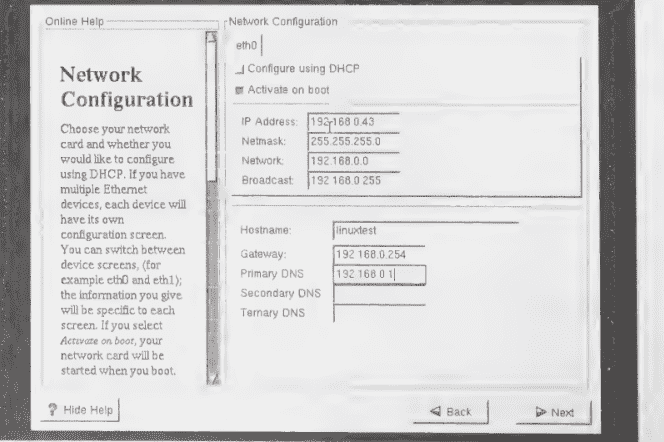 Online Help
Network
Configuration
Choose your network
card and whether you
would like to configure
using DHCP. If you have
multiple Ethernet
devices, each device will
have its own
configuration screen.
You can switch between
device screens, (for
example eth0 and eth1);
the information you give
will be specific to each
screen. If you select
Activate on boot, your
network card will be
started when you boot.
Hide Help
Network Configuration
eth0
Configure using DHCP
Activate on boot
IP Address: 192.168.0.43
Netmask: 255.255.255.0
Network: 192.168.0.0
Broadcast: 192.168.0.255
Hostname: linuxtest
Gateway: 192.168.0.254
Primary DNS 192.168.0.1
Secondary DNS
Ternary DNS
Back
Next